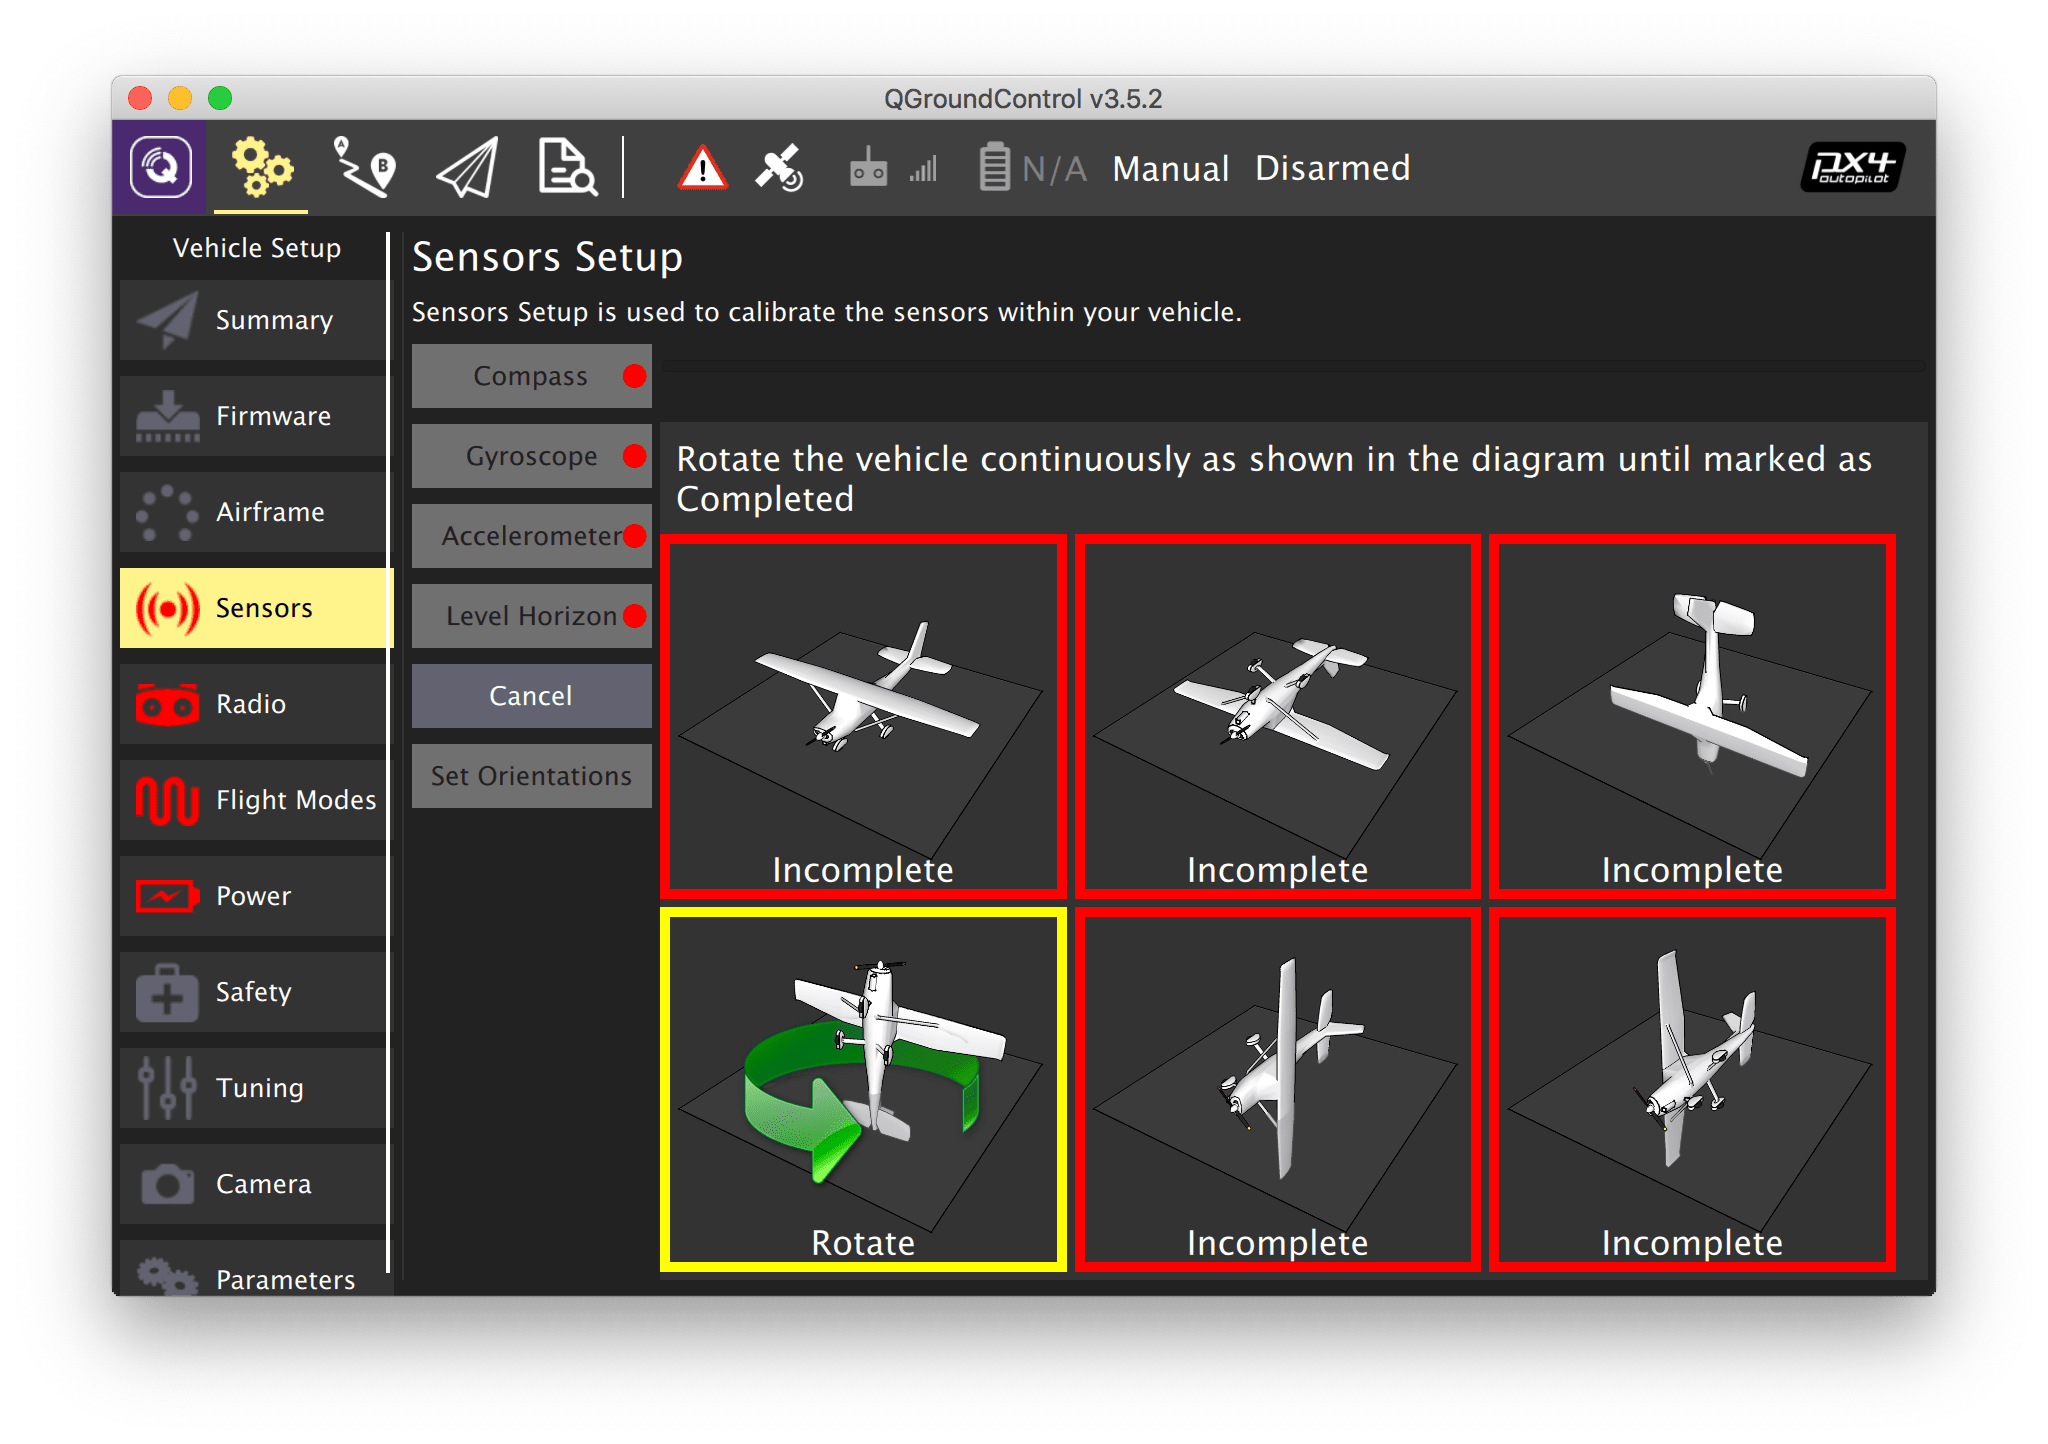 QGroundControl v3.5.2
A
B
N/A
Manual
Disarmed
px4
autopilot
Vehicle Setup
Summary
Firmware
Airframe
Sensors
Radio
Flight Modes
Power
Safety
Tuning
Camera
Parameters
Sensors Setup
Sensors Setup is used to calibrate the sensors within your vehicle.
Compass
Gyroscope
Accelerometer
Level Horizon
Cancel
Set Orientations
Rotate the vehicle continuously as shown in the diagram until marked as
Completed
Incomplete
Incomplete
Incomplete
Rotate
Incomplete
Incomplete